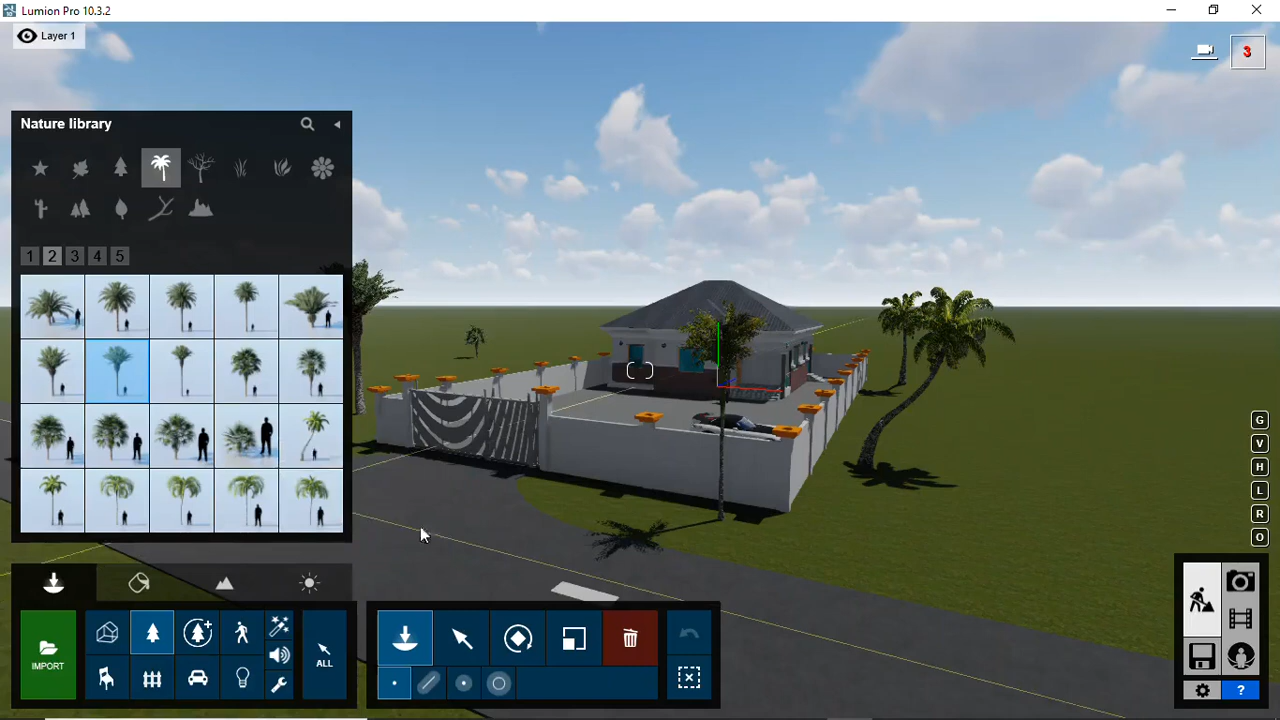 Lumion Pro 10.3.2
Layer 1
3
Nature library
1 2 3 4 5
G
V
H
L
R
O
IMPORT
ALL
?